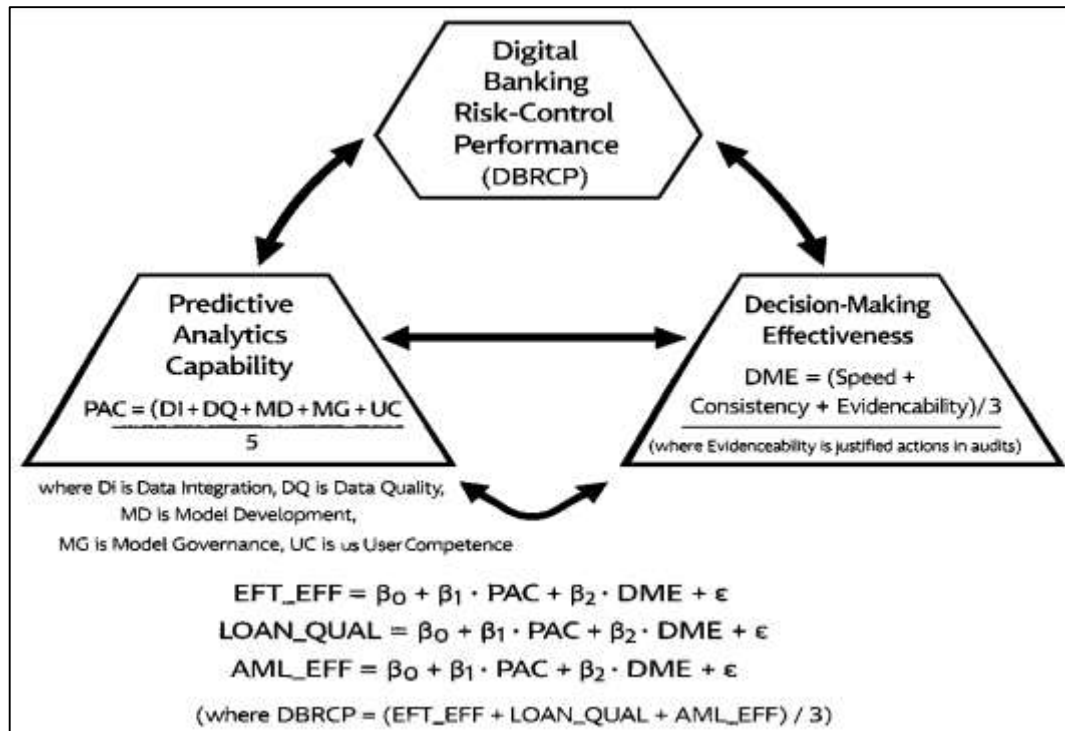 Digital
Banking
Risk-Control
Performance
(DBRCP)
Predictive
Analytics
Capability
PAC = (DI + DQ + MD + MG + UC
5
Decision-Making
Effectiveness
DME = (Speed +
Consistency + Evidencability)/3
(where Evidenceability is justified actions in audits)
where DI is Data Integration, DQ is Data Quality,
MD is Model Development,
MG is Model Governance, UC is us User Competence
EFT_EFF = β₀ + β₁ · PAC + β₂ · DME + ε
LOAN_QUAL = β₀ + β₁ · PAC + β₂ · DME + ε
AML_EFF = β₀ + β₁ · PAC + β₂ · DME + ε
(where DBRCP = (EFT_EFF + LOAN_QUAL + AML_EFF) / 3)